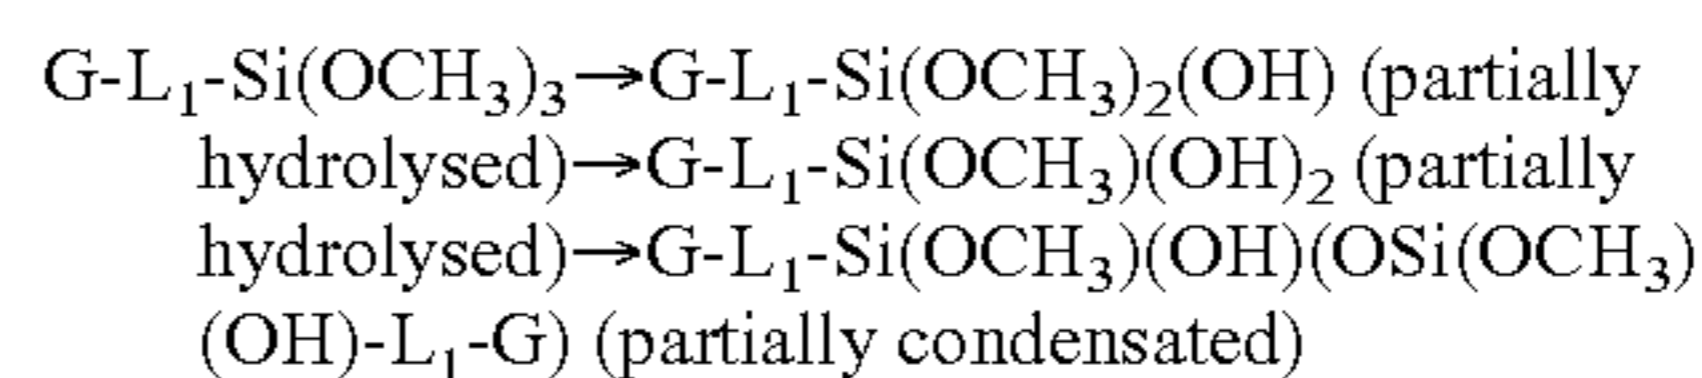 G-L₁-Si(OCH₃)₃→G-L₁-Si(OCH₃)₂(OH) (partially
hydrolysed)→G-L₁-Si(OCH₃)(OH)₂ (partially
hydrolysed)→G-L₁-Si(OCH₃)(OH)(OSi(OCH₃)
(OH)-L₁-G) (partially condensated)